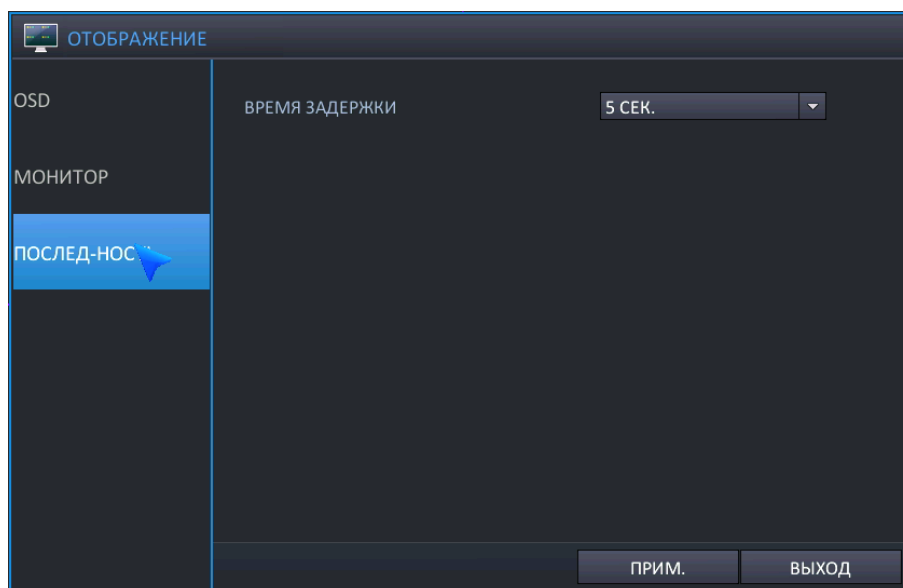 ОТОБРАЖЕНИЕ
OSD
ВРЕМЯ ЗАДЕРЖКИ
5 СЕК.
МОНИТОР
ПРИМ.
ВЫХОД